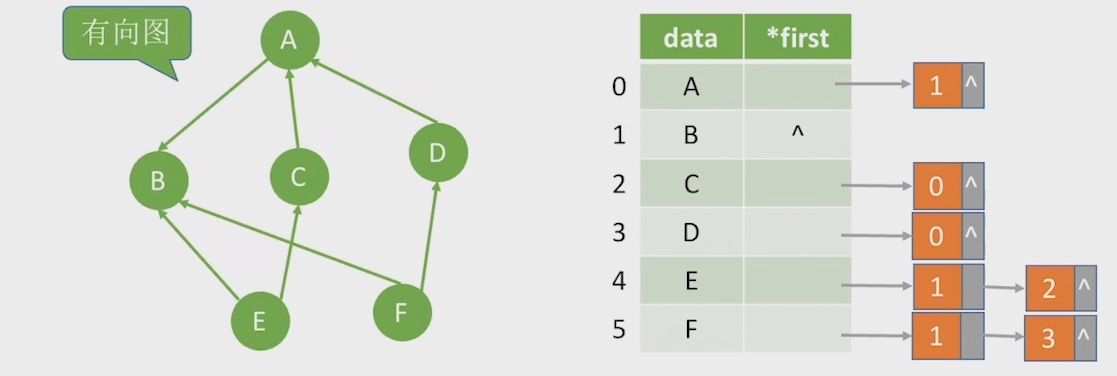 有向图
A
B
C
D
E
F
data *first
0 A 1 ^
1 B ^
2 C 0 ^
3 D 0 ^
4 E 1 2 ^
5 F 1 3 ^